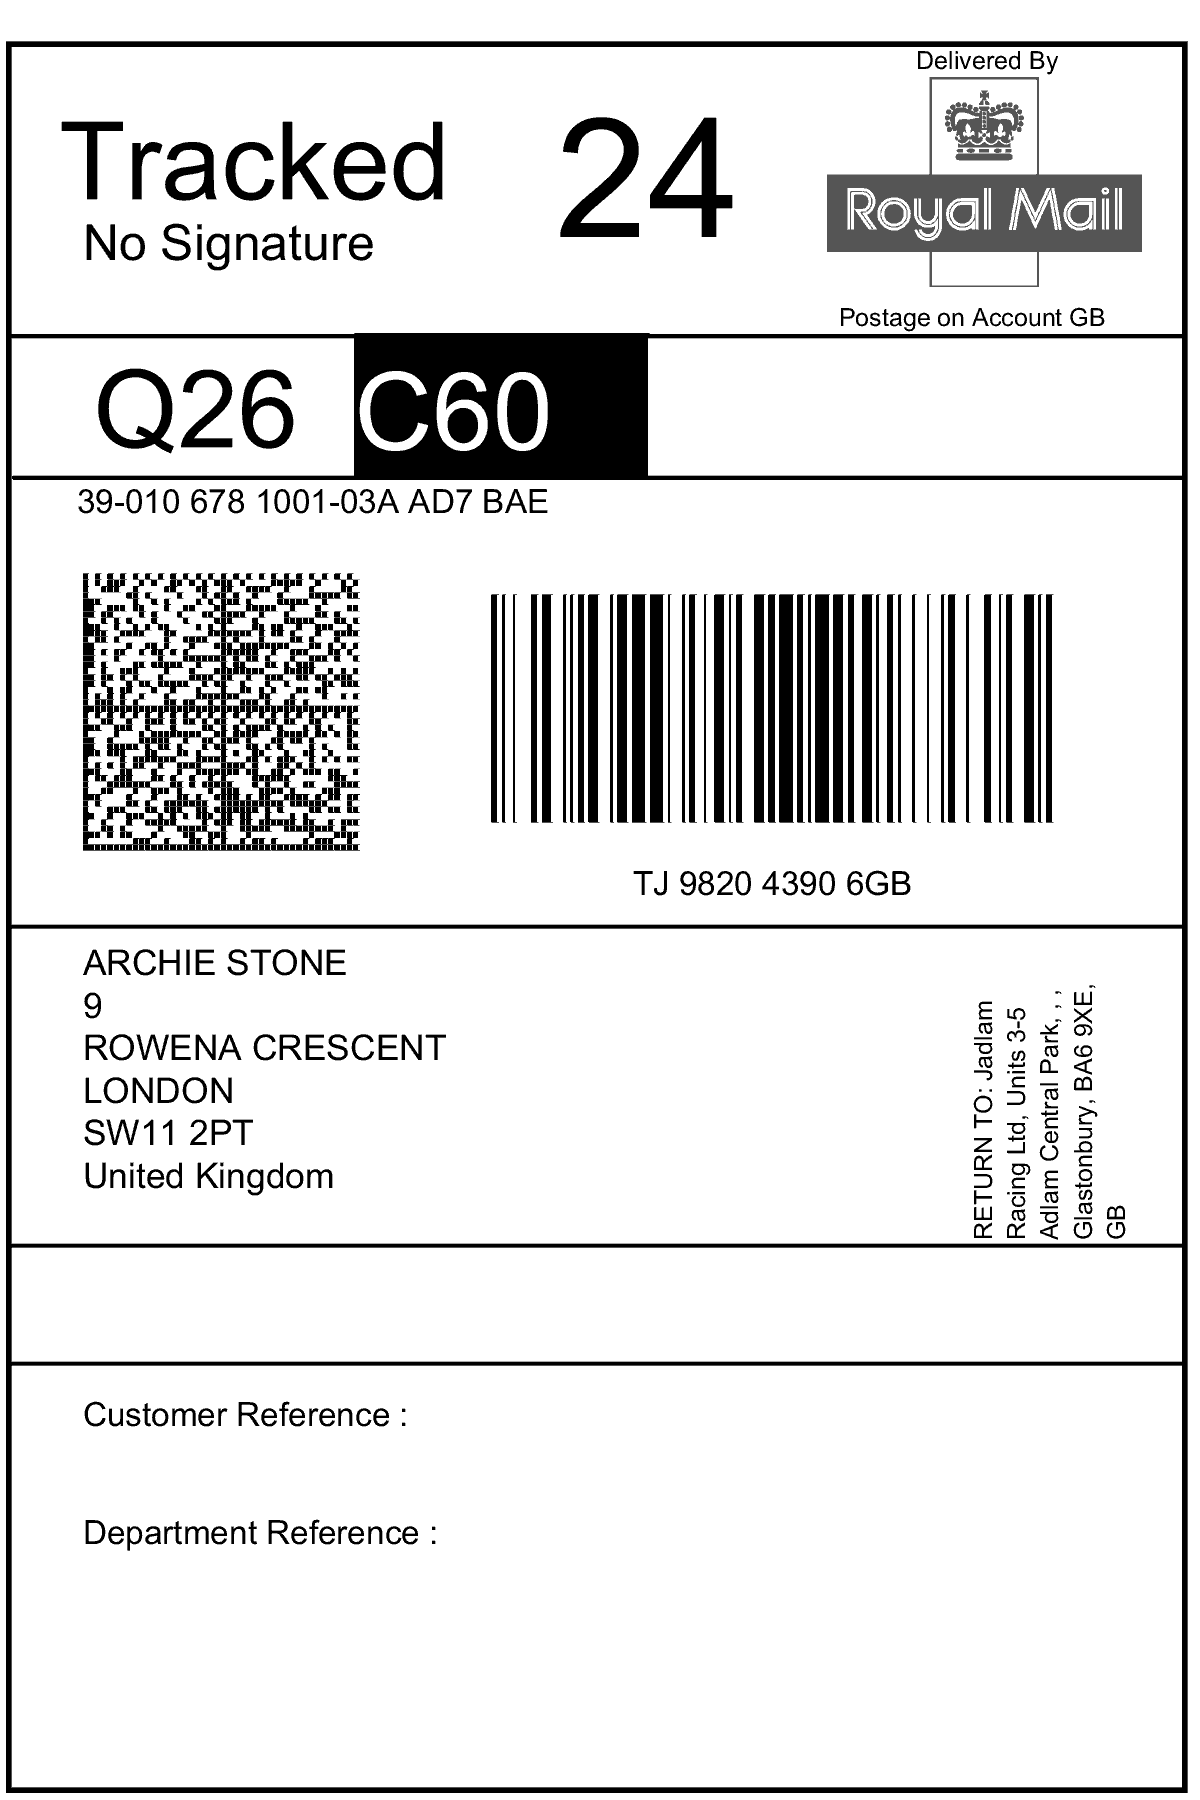 Delivered By
Tracked
24
No Signature
Royal Mail
Postage on Account GB
Q26 C60
39-010 678 1001-03A AD7 BAE
TJ 9820 4390 6GB
ARCHIE STONE
9
ROWENA CRESCENT
LONDON
SW11 2PT
United Kingdom
RETURN TO: Jadlam
Racing Ltd, Units 3-5
Adlam Central Park, , ,
Glastonbury, BA6 9XE,
GB
Customer Reference :
Department Reference :